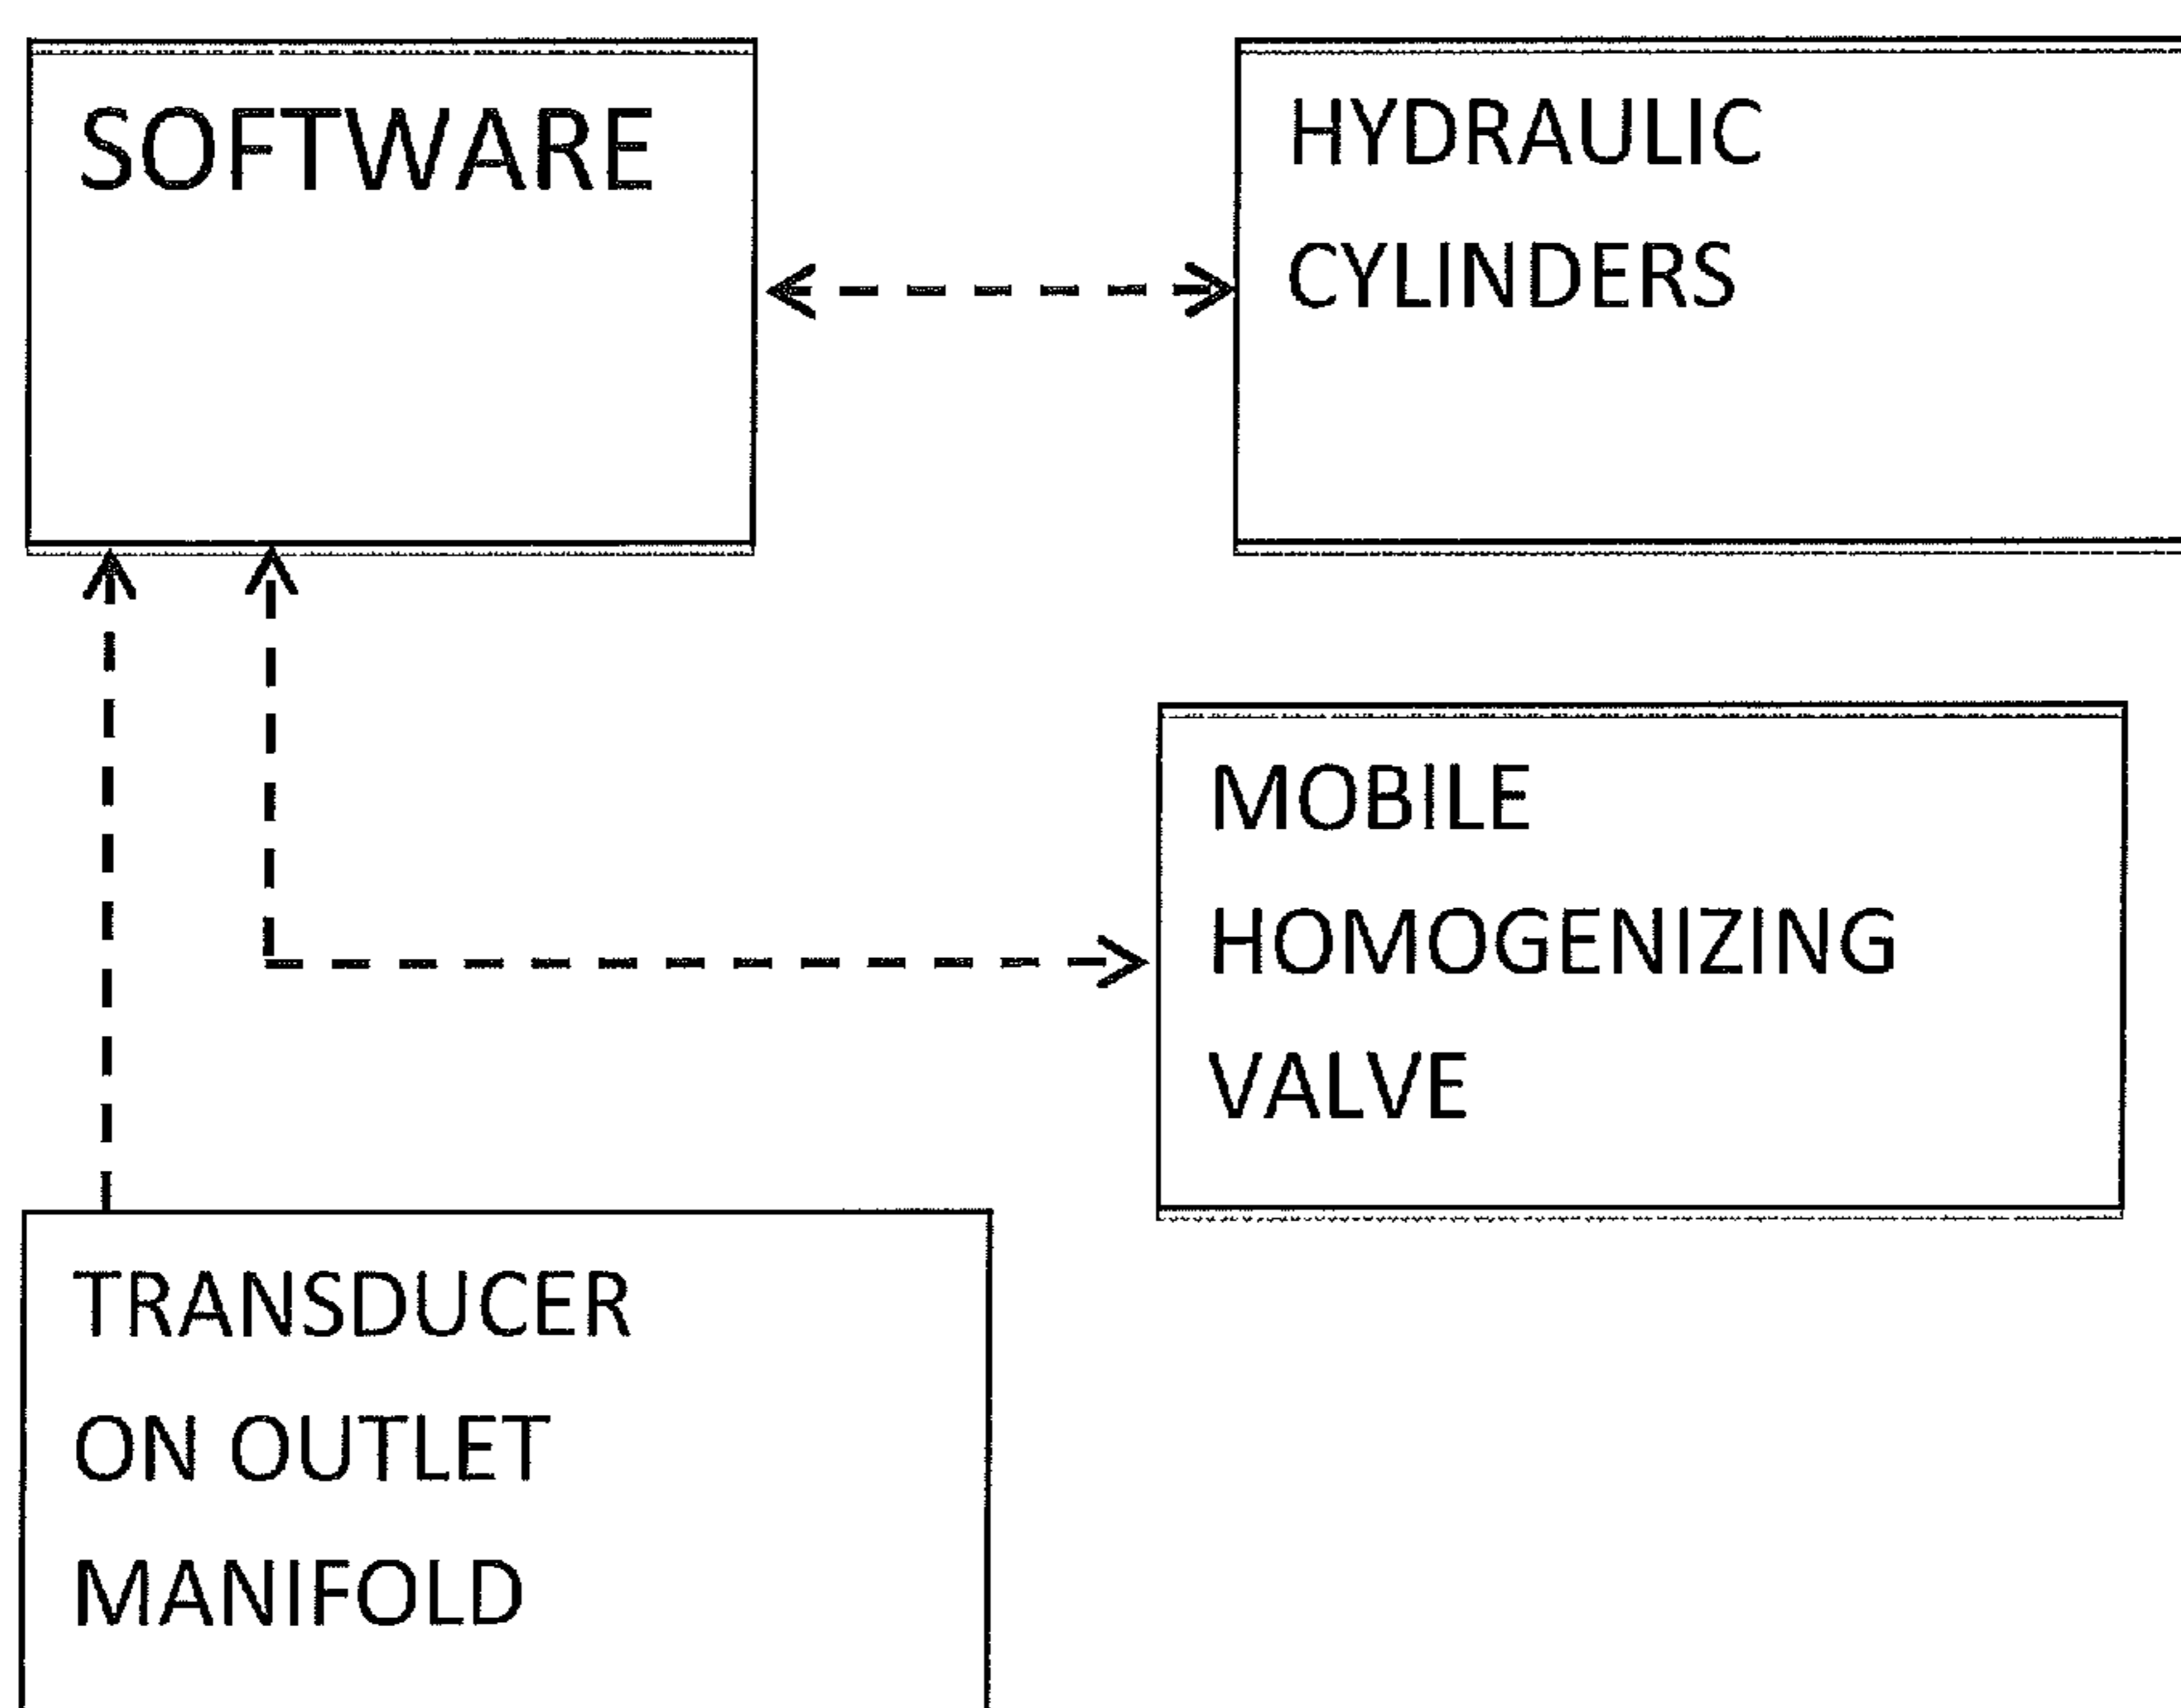 SOFTWARE
HYDRAULIC
CYLINDERS
MOBILE
HOMOGENIZING
VALVE
TRANSDUCER
ON OUTLET
MANIFOLD